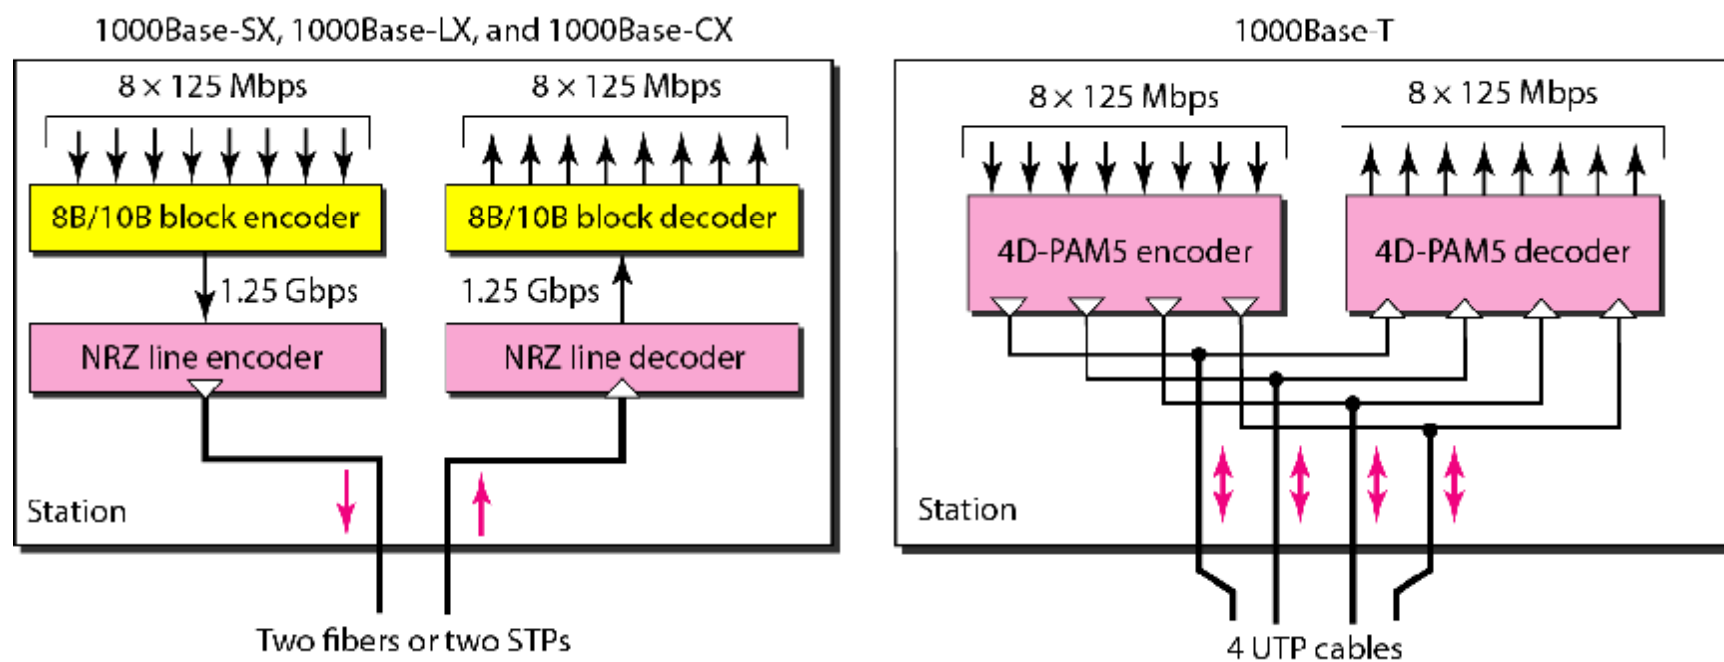 1000Base-SX, 1000Base-LX, and 1000Base-CX
8 × 125 Mbps
8 × 125 Mbps
8B/10B block encoder
8B/10B block decoder
1.25 Gbps
1.25 Gbps
NRZ line encoder
NRZ line decoder
Station
Two fibers or two STPs
1000Base-T
8 × 125 Mbps
8 × 125 Mbps
4D-PAM5 encoder
4D-PAM5 decoder
Station
4 UTP cables